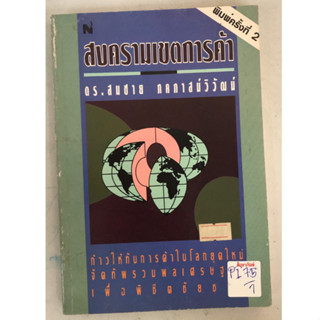 พิมพ์ครั้งที่ 2
สงครามเขตการค้า
ดร.สมชาย ภคภาสน์วิวัฒน์
ก้าวให้ทันการค้าในโลกยุคใหม่
จัดทัพรวมพลเศรษฐ
เพื่อพิชิตชัยช